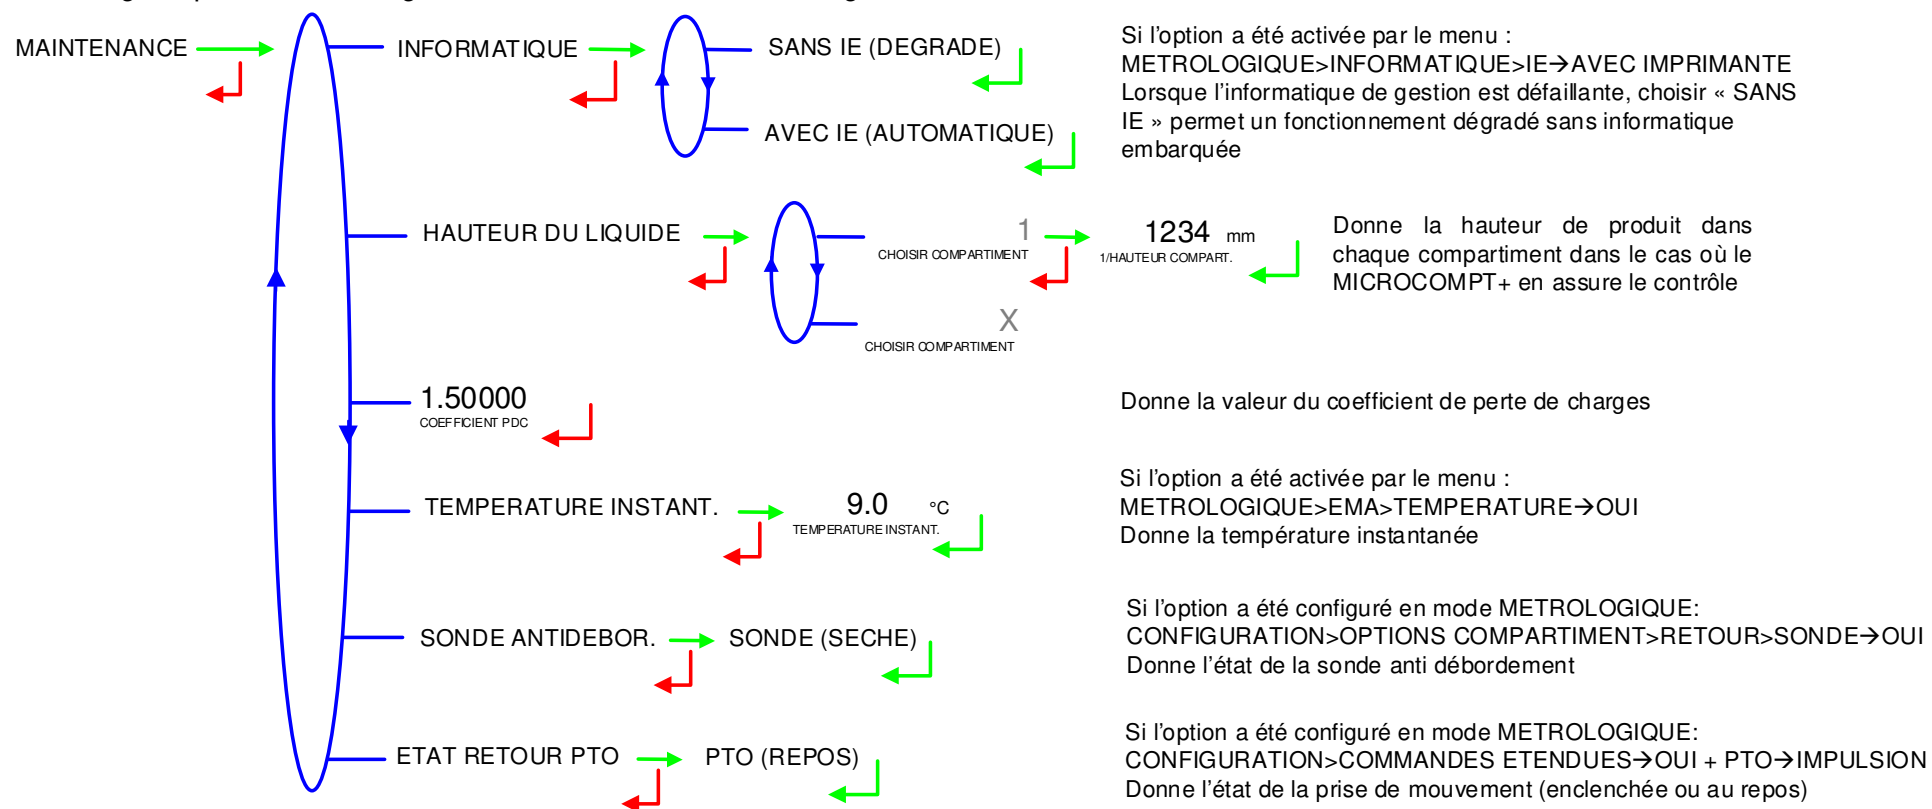 MAINTENANCE
INFORMATIQUE
SANS IE (DEGRADE)
AVEC IE (AUTOMATIQUE)
Si l'option a été activée par le menu :
METROLOGIQUE>INFORMATIQUE>IE→AVEC IMPRIMANTE
Lorsque l'informatique de gestion est défaillante, choisir « SANS
IE » permet un fonctionnement dégradé sans informatique
embarquée
HAUTEUR DU LIQUIDE
1
CHOISIR COMPARTIMENT
1234 mm
1/HAUTEUR COMPART.
X
CHOISIR COMPARTIMENT
Donne la hauteur de produit dans
chaque compartiment dans le cas où le
MICROCOMPT+ en assure le contrôle
1.50000
COEFFICIENT PDC
Donne la valeur du coefficient de perte de charges
TEMPERATURE INSTANT.
9.0 °C
TEMPERATURE INSTANT.
Si l'option a été activée par le menu :
METROLOGIQUE>EMA>TEMPERATURE→OUI
Donne la température instantanée
SONDE ANTIDEBOR.
SONDE (SECHE)
Si l'option a été configuré en mode METROLOGIQUE:
CONFIGURATION>OPTIONS COMPARTIMENT>RETOUR>SONDE→OUI
Donne l'état de la sonde anti débordement
ETAT RETOUR PTO
PTO (REPOS)
Si l'option a été configuré en mode METROLOGIQUE:
CONFIGURATION>COMMANDES ETENDUES→OUI + PTO→IMPULSION
Donne l'état de la prise de mouvement (enclenchée ou au repos)